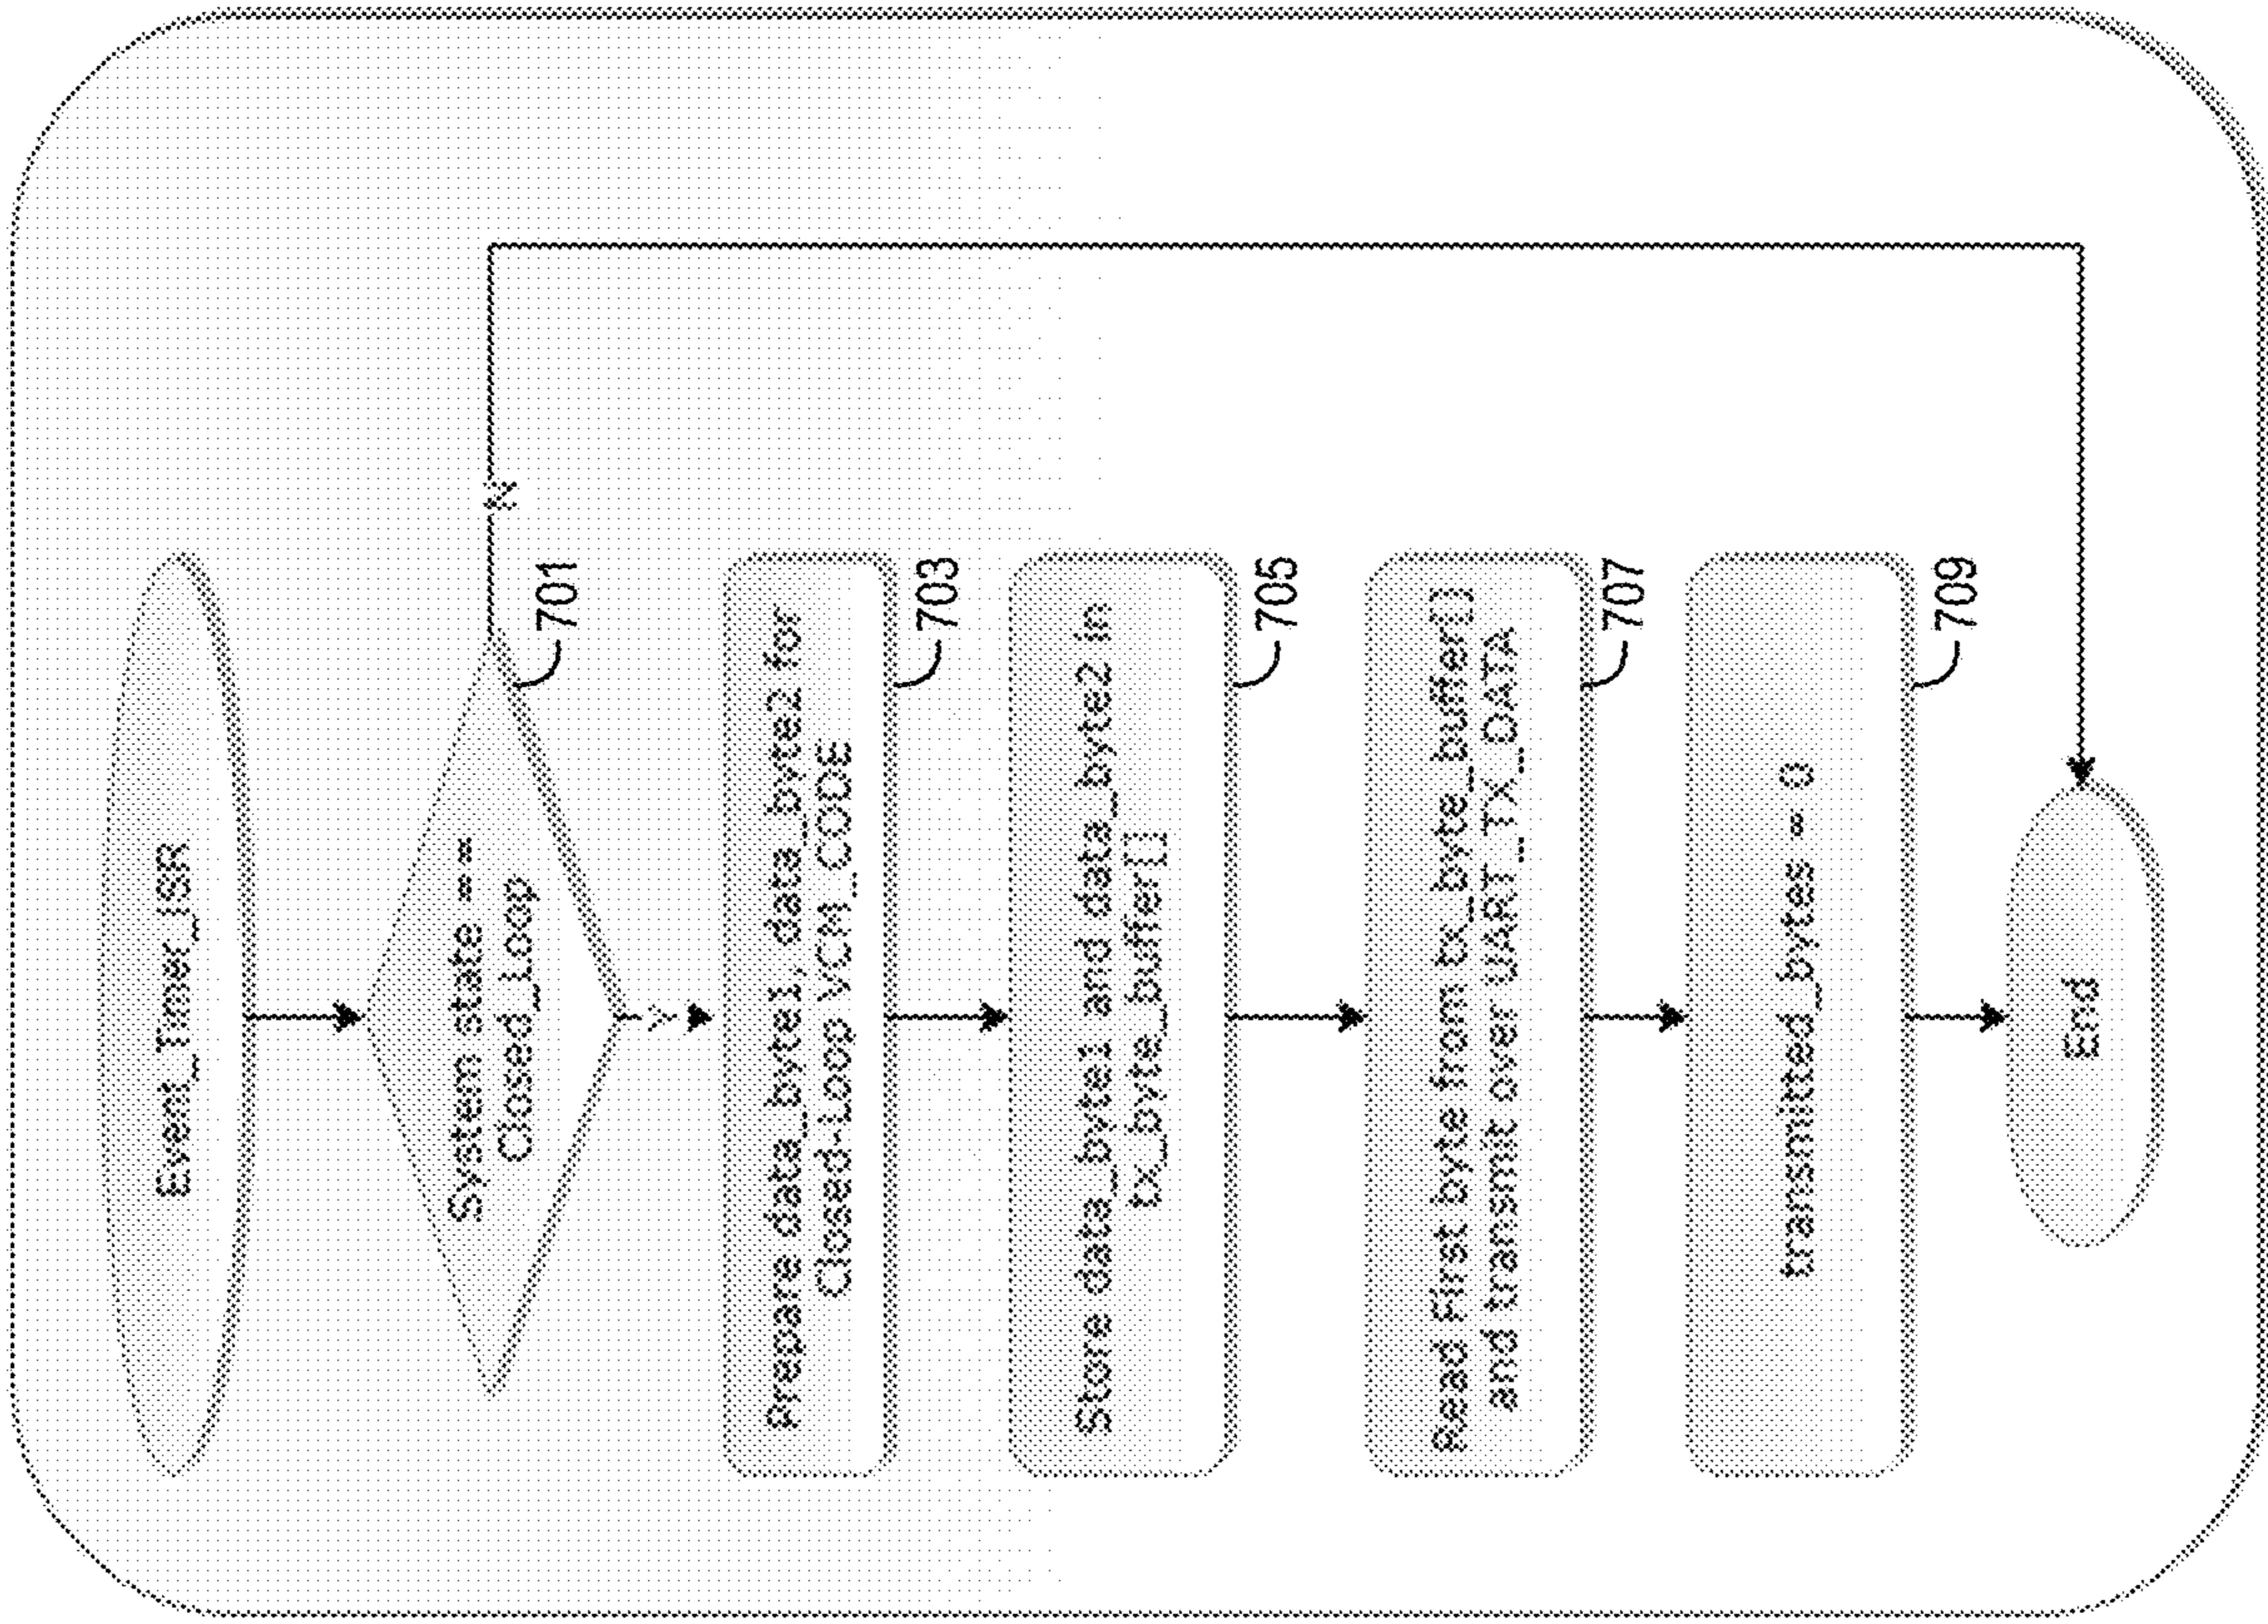 Event_Timer_ISR
System state ==
Closed_Loop
N
701
Y
Prepare data_byte1, data_byte2 for
Closed-Loop VCM_CODE
703
Store data_byte1 and data_byte2 in
tx_byte_buffer[]
705
Read First byte from tx_byte_buffer[]
and transmit over UART_TX_DATA
707
transmitted_bytes = 0
709
End